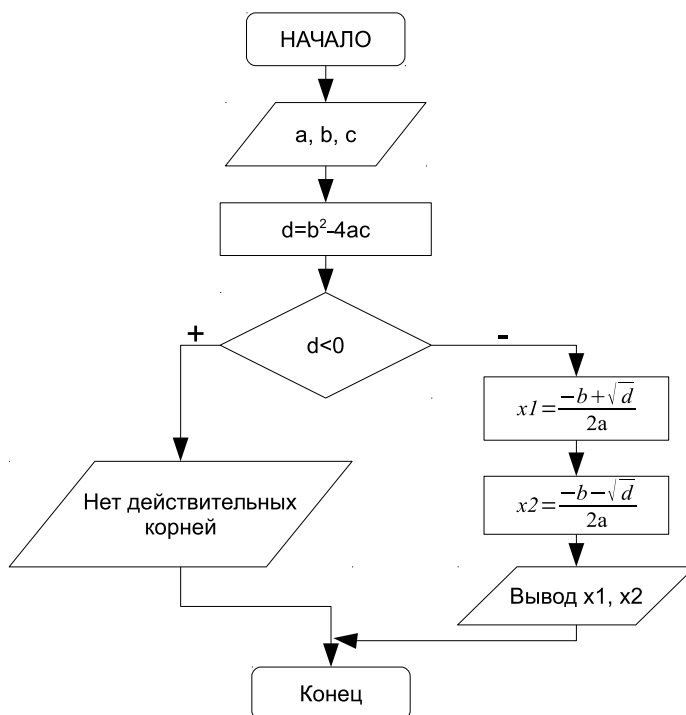 НАЧАЛО
a, b, c
d=b²-4ac
d<0
+
-
x1=(-b+√d)/2a
x2=(-b-√d)/2a
Нет действительных
корней
Вывод x1, x2
Конец